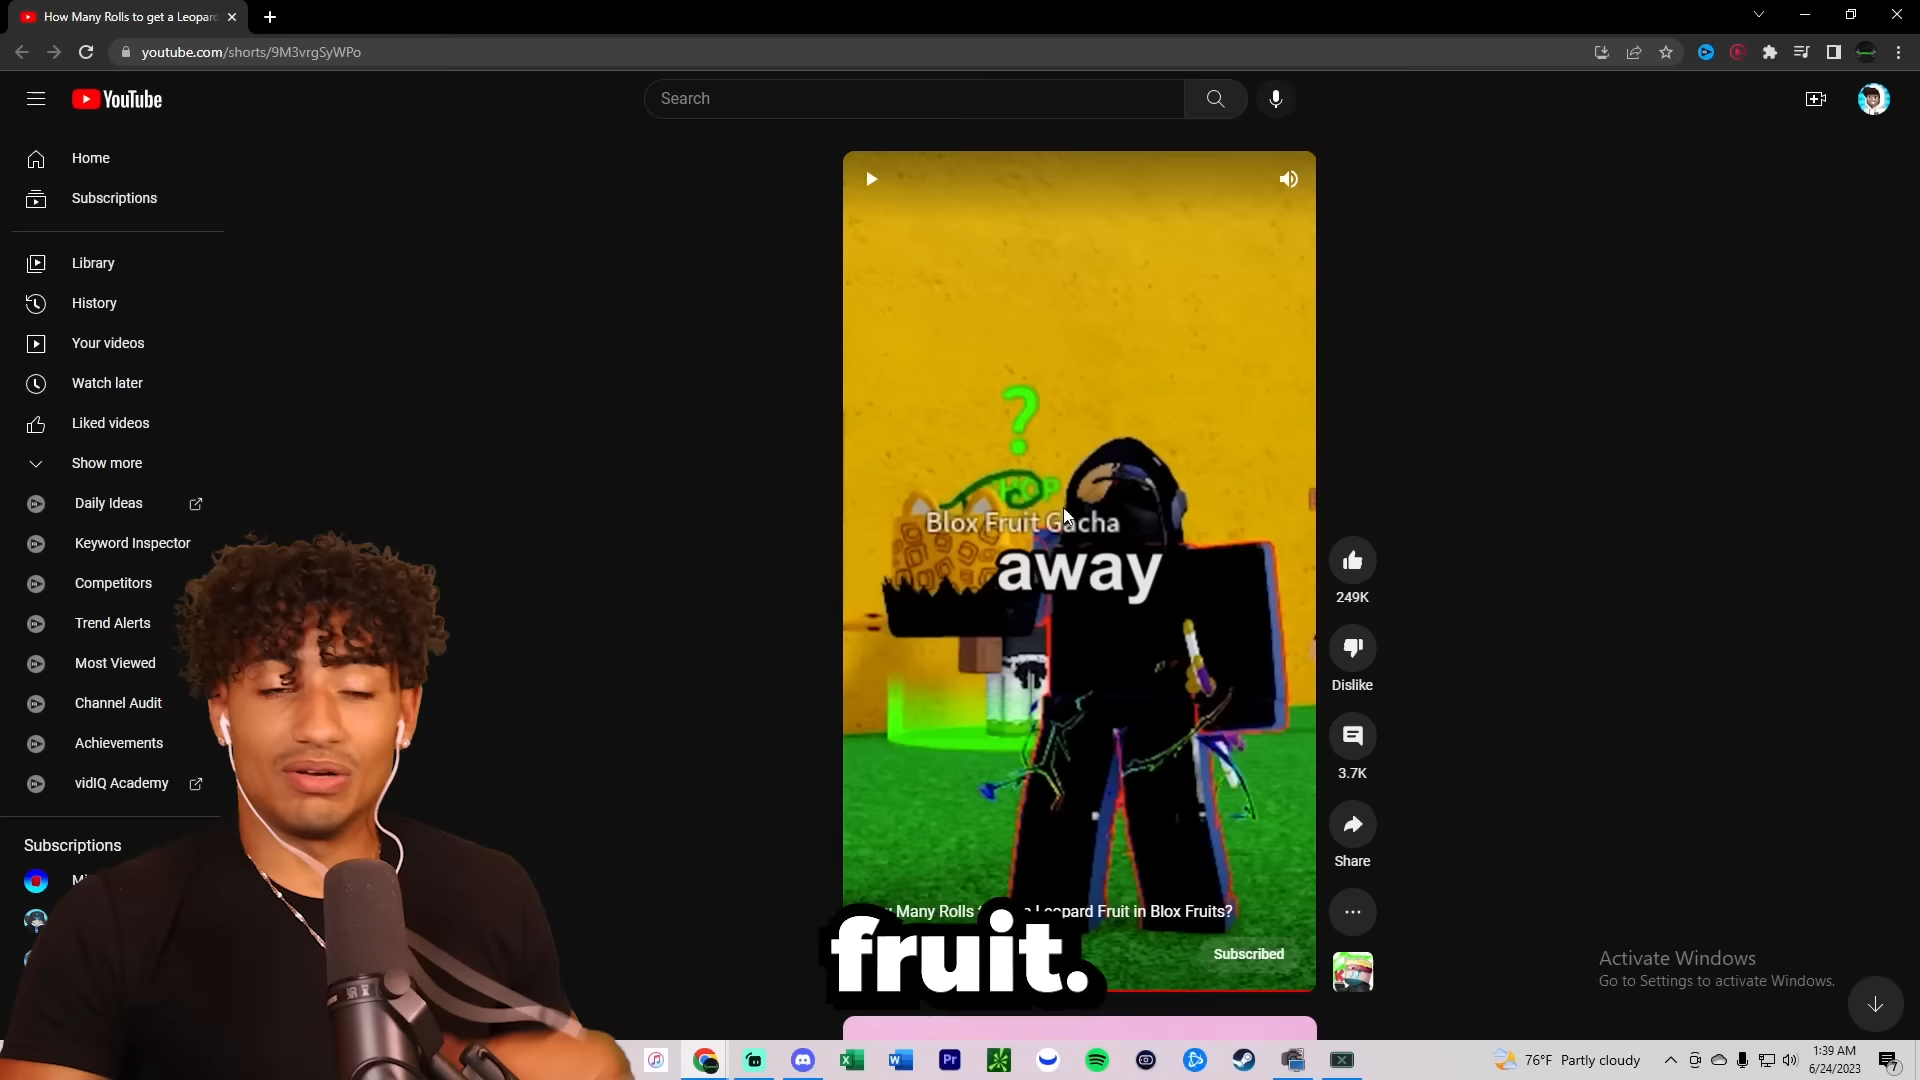 How Many Rolls to get a Leopard
youtube.com/shorts/9M3vrgSyWPo
YouTube
Search
Home
Subscriptions
Library
History
Your videos
Watch later
Liked videos
Show more
Daily Ideas
Keyword Inspector
Competitors
Trend Alerts
Most Viewed
Channel Audit
Achievements
vidIQ Academy
Subscriptions
?
HOP
Blox Fruit Gacha
away
Many Rolls Leopard Fruit in Blox Fruits?
Subscribed
fruit.
249K
Dislike
3.7K
Share
Activate Windows
Go to Settings to activate Windows.
76°F Partly cloudy
1:39 AM
6/24/2023
7